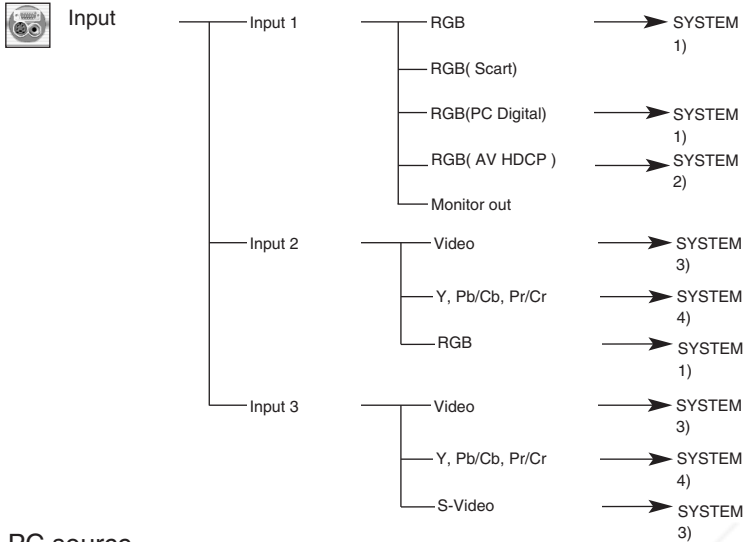 Input
Input 1
RGB
SYSTEM
1)
RGB( Scart)
RGB(PC Digital)
SYSTEM
1)
RGB( AV HDCP )
SYSTEM
2)
Monitor out
Input 2
Video
SYSTEM
3)
Y, Pb/Cb, Pr/Cr
SYSTEM
4)
RGB
SYSTEM
1)
Input 3
Video
SYSTEM
3)
Y, Pb/Cb, Pr/Cr
SYSTEM
4)
S-Video
SYSTEM
3)
PC source